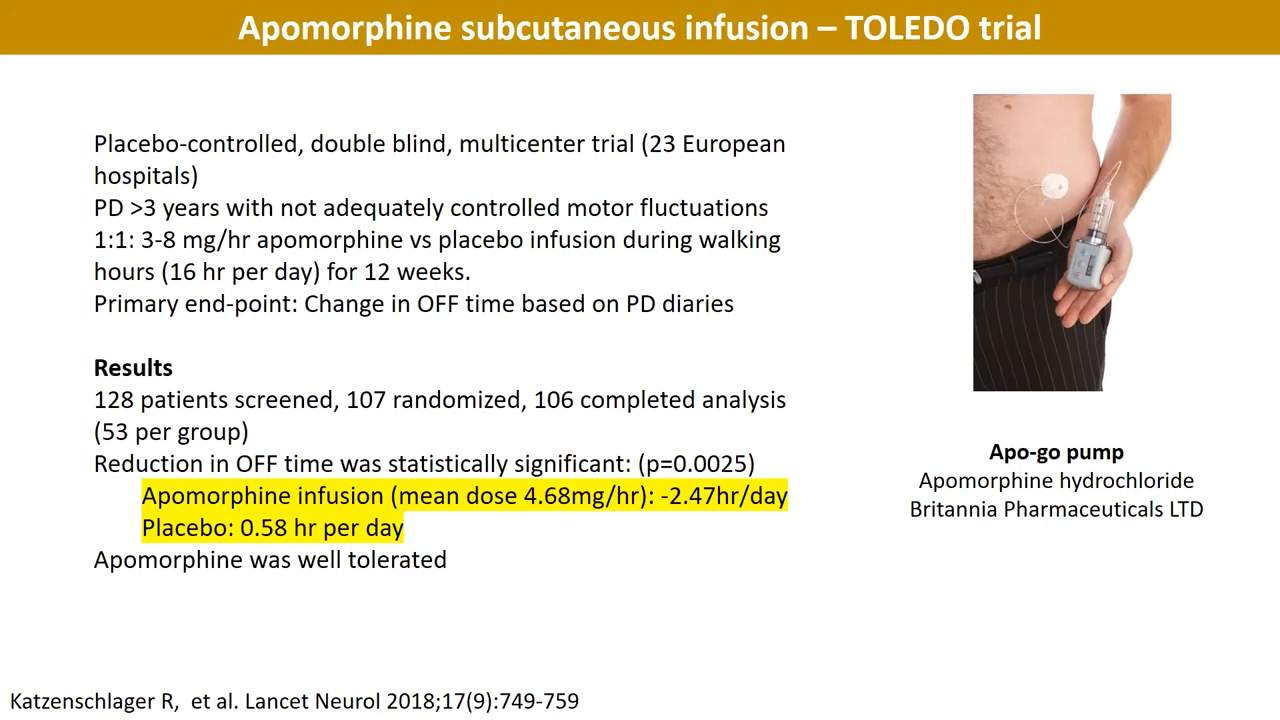 Apomorphine subcutaneous infusion – TOLEDO trial
Placebo-controlled, double blind, multicenter trial (23 European
hospitals)
PD >3 years with not adequately controlled motor fluctuations
1:1: 3-8 mg/hr apomorphine vs placebo infusion during walking
hours (16 hr per day) for 12 weeks.
Primary end-point: Change in OFF time based on PD diaries
Results
128 patients screened, 107 randomized, 106 completed analysis
(53 per group)
Reduction in OFF time was statistically significant: (p=0.0025)
Apomorphine infusion (mean dose 4.68mg/hr): -2.47hr/day
Placebo: 0.58 hr per day
Apomorphine was well tolerated
Apo-go pump
Apomorphine hydrochloride
Britannia Pharmaceuticals LTD
Katzenschlager R,  et al. Lancet Neurol 2018;17(9):749-759